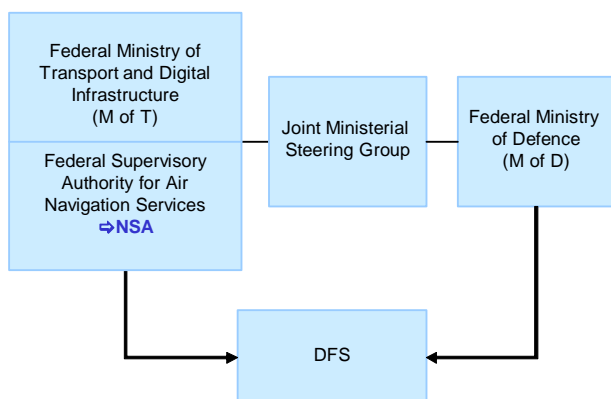 Federal Ministry of
Transport and Digital
Infrastructure
(M of T)
Federal Supervisory
Authority for Air
Navigation Services
⇨NSA
Joint Ministerial
Steering Group
Federal Ministry
of Defence
(M of D)
DFS